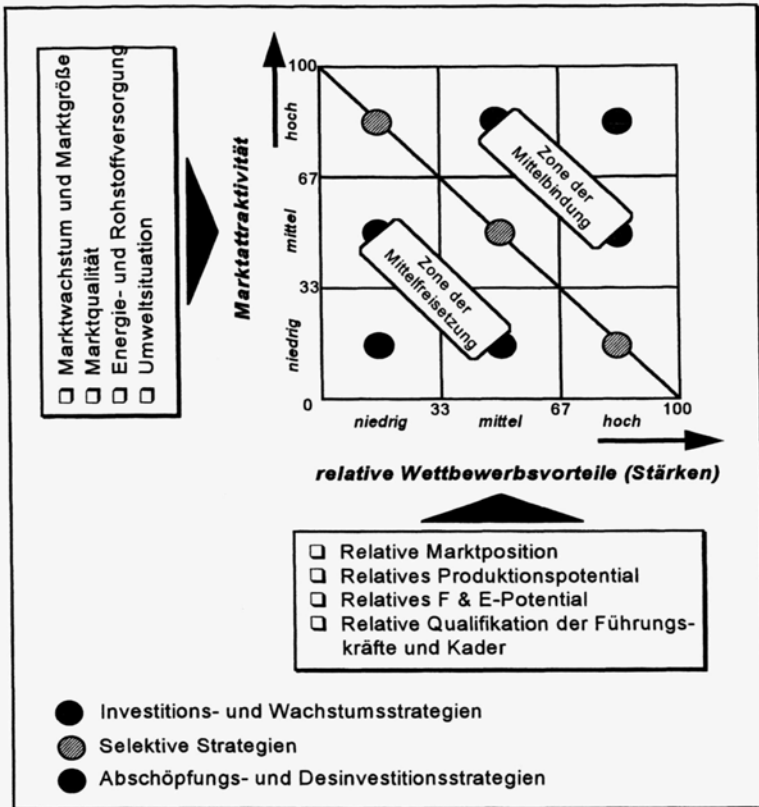 ❑ Marktwachstum und Marktgröße
❑ Marktqualität
❑ Energie- und Rohstoffversorgung
❑ Umweltsituation
Marktattraktivität
100
hoch
67
mittel
33
niedrig
0
Zone der
Mittelbindung
Zone der
Mittelfreisetzung
niedrig
33
mittel
67
hoch
100
relative Wettbewerbsvorteile (Stärken)
❑ Relative Marktposition
❑ Relatives Produktionspotential
❑ Relatives F & E-Potential
❑ Relative Qualifikation der Führungs-
kräfte und Kader
Investitions- und Wachstumsstrategien
Selektive Strategien
Abschöpfungs- und Desinvestitionsstrategien